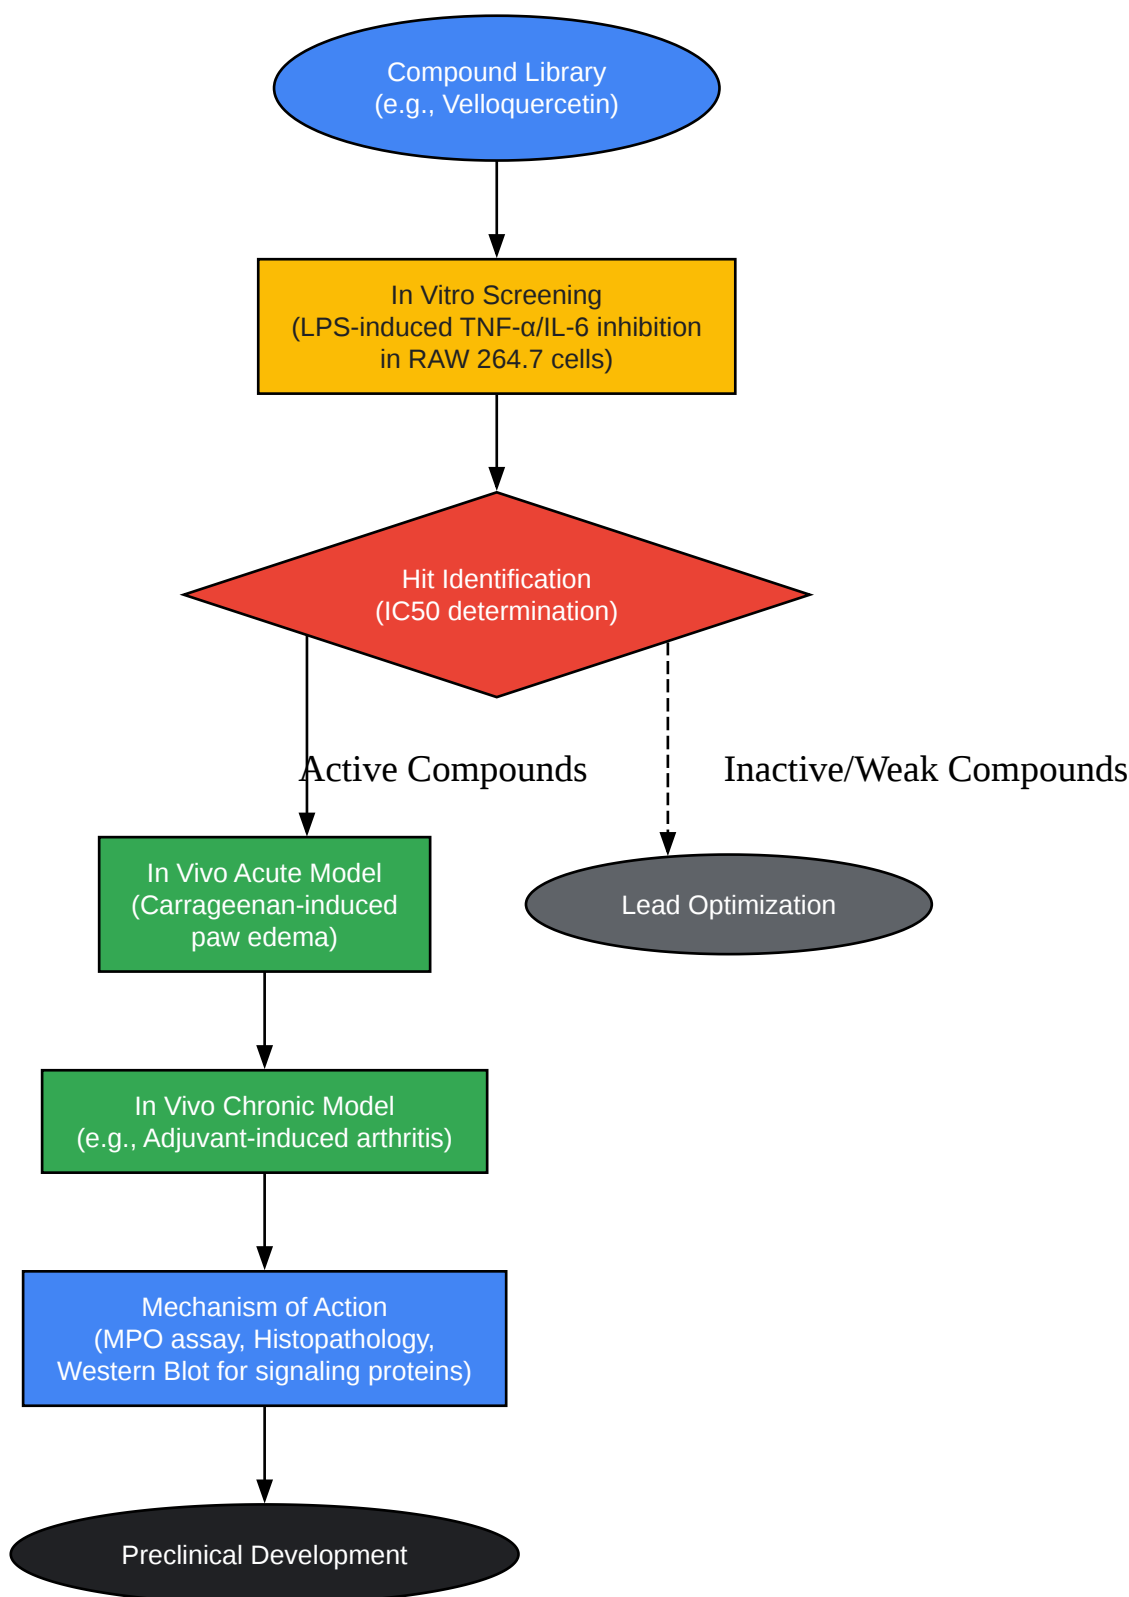 Compound Library
(e.g., Velloquercetin)
In Vitro Screening
(LPS-induced TNF-α/IL-6 inhibition
in RAW 264.7 cells)
Hit Identification
(IC50 determination)
Active Compounds
Inactive/Weak Compounds
In Vivo Acute Model
(Carrageenan-induced
paw edema)
Lead Optimization
In Vivo Chronic Model
(e.g., Adjuvant-induced arthritis)
Mechanism of Action
(MPO assay, Histopathology,
Western Blot for signaling proteins)
Preclinical Development